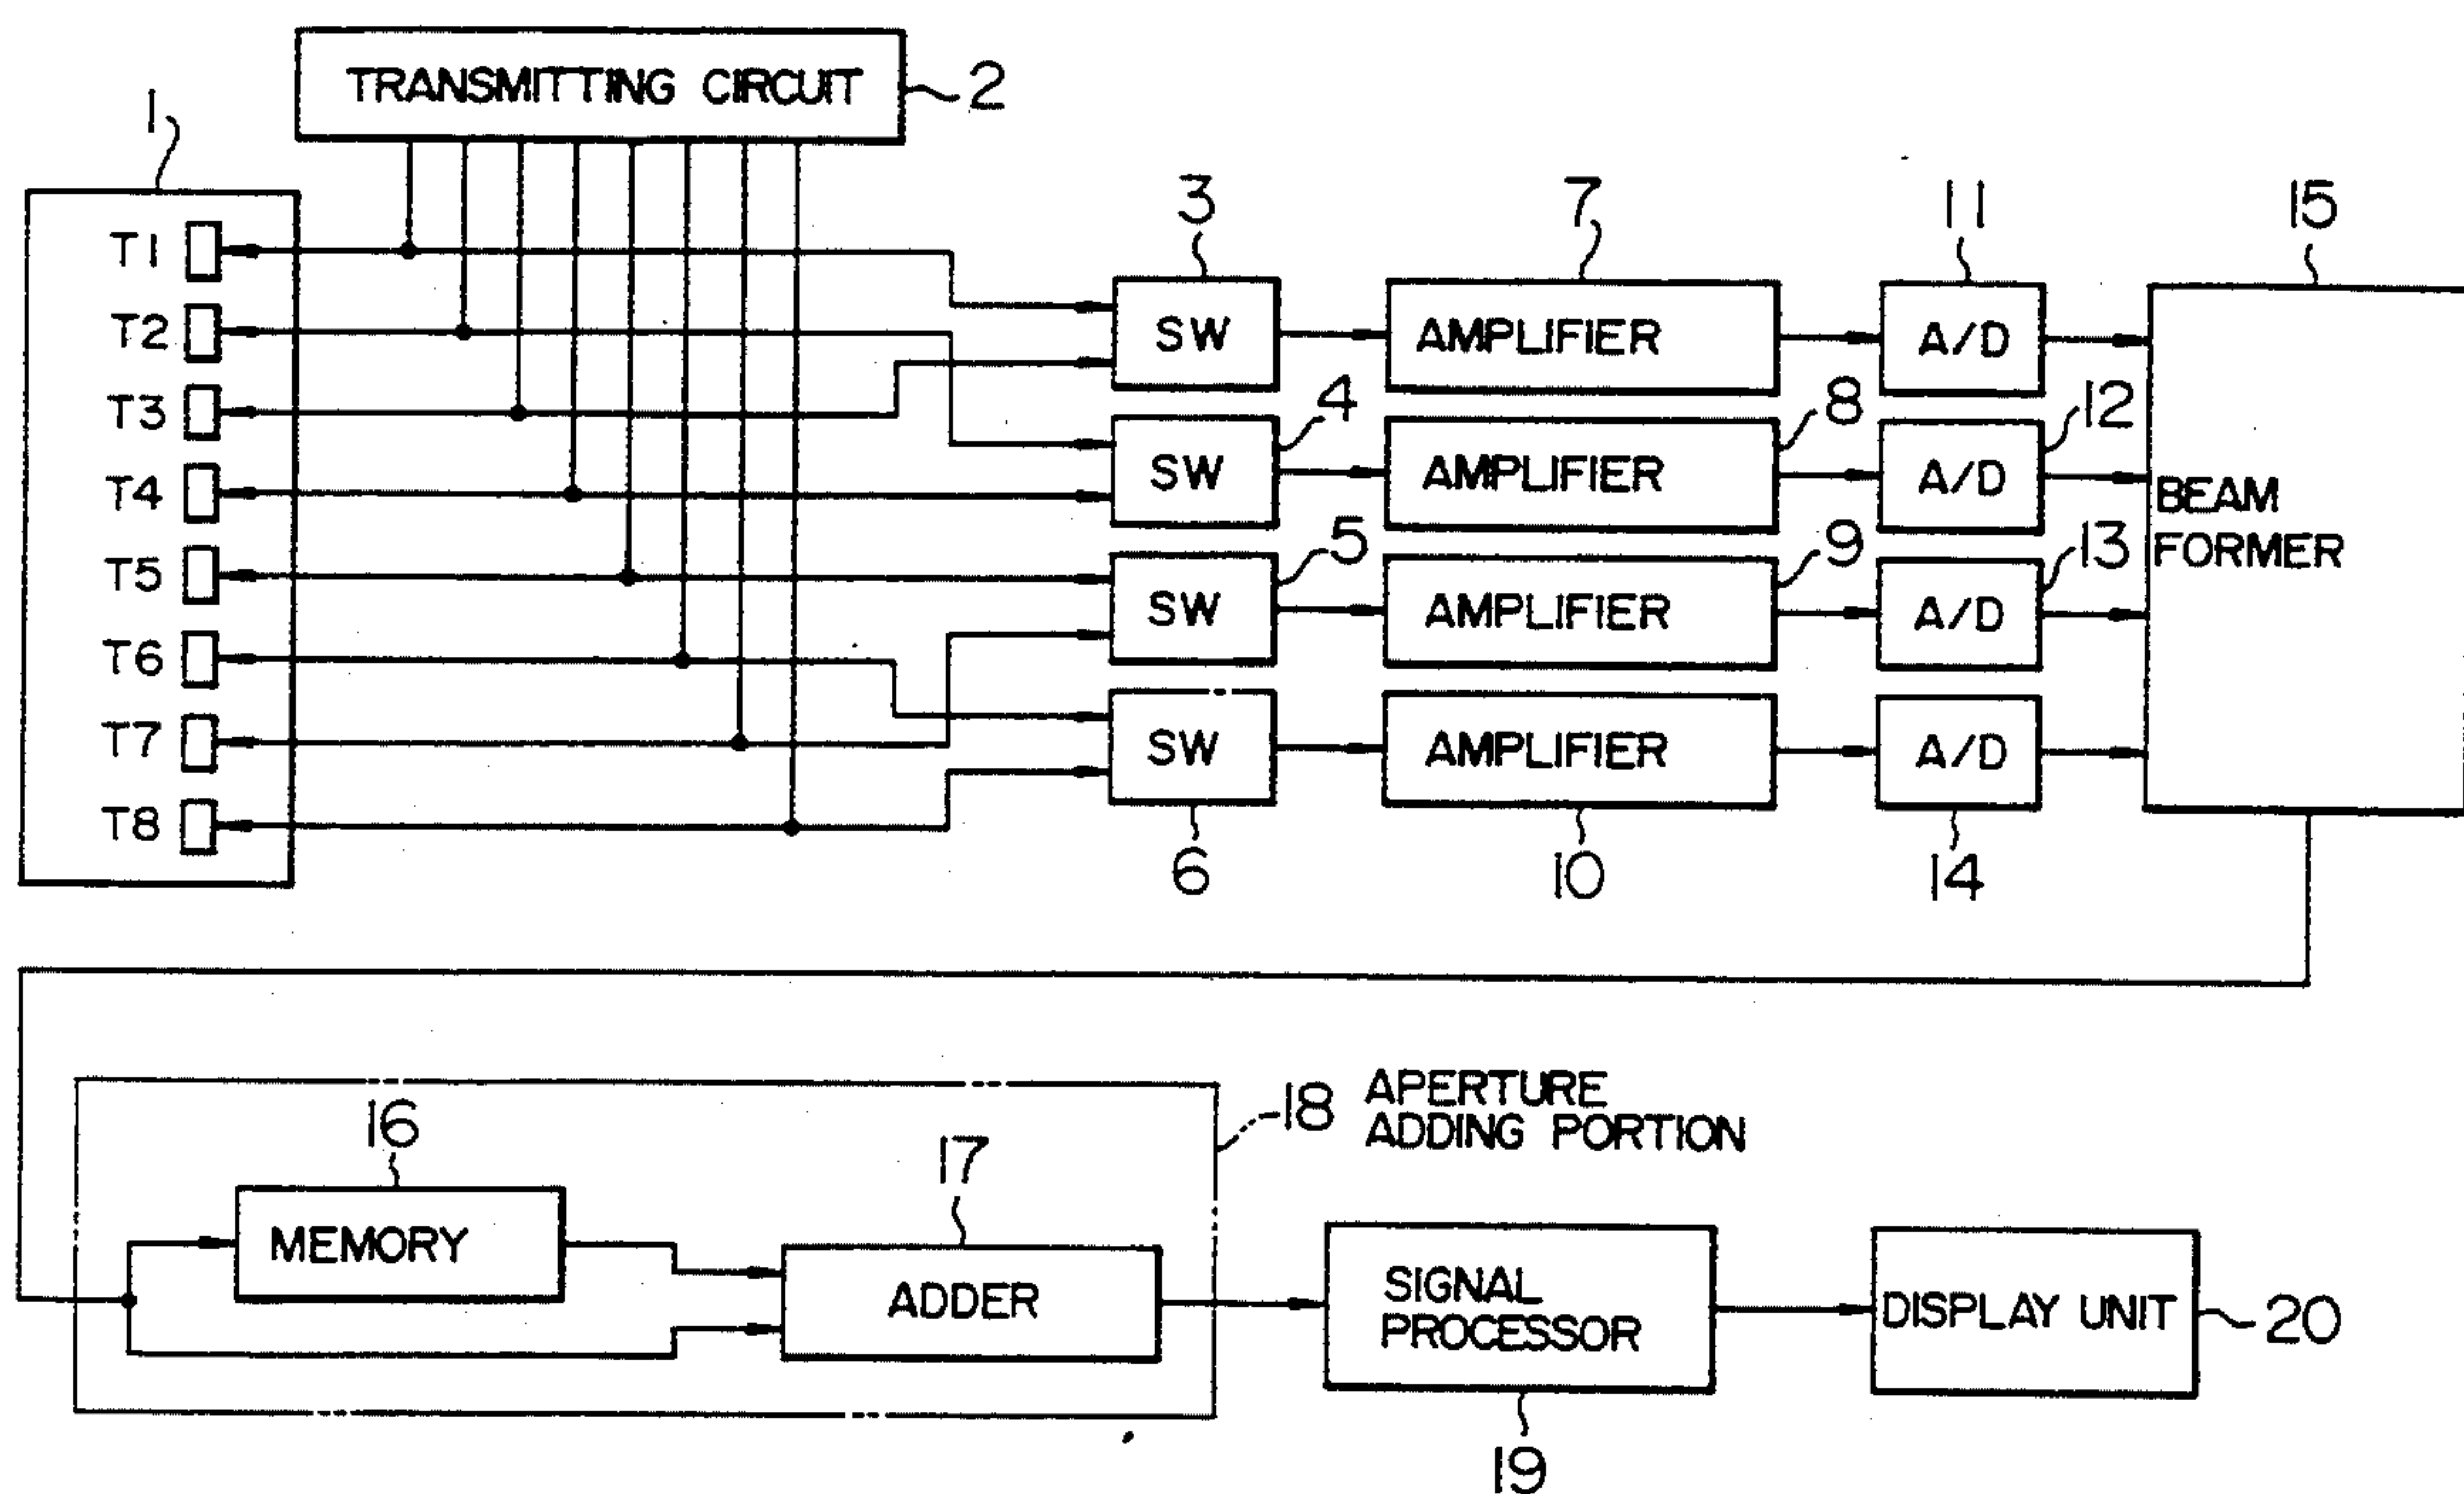 TRANSMITTING CIRCUIT
2
1
3
7
11
15
T1
T2
T3
T4
T5
T6
T7
T8
SW
AMPLIFIER
A/D
4
8
12
SW
AMPLIFIER
A/D
BEAM
FORMER
5
9
13
SW
AMPLIFIER
A/D
SW
AMPLIFIER
A/D
6
10
14
18
APERTURE
ADDING PORTION
16
17
MEMORY
ADDER
SIGNAL
PROCESSOR
DISPLAY UNIT
20
19